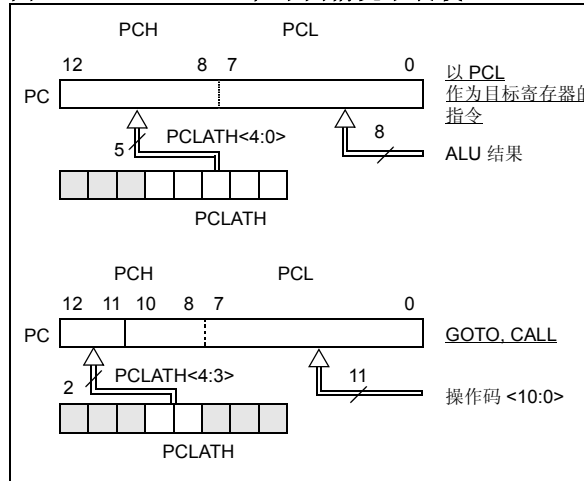 PCH PCL
12 8 7 0
PC
以 PCL
作为目标寄存器的
指令
5
PCLATH<4:0>
8
ALU 结果
PCLATH
PCH PCL
12 11 10 8 7 0
PC
GOTO, CALL
2
PCLATH<4:3>
11
操作码 <10:0>
PCLATH